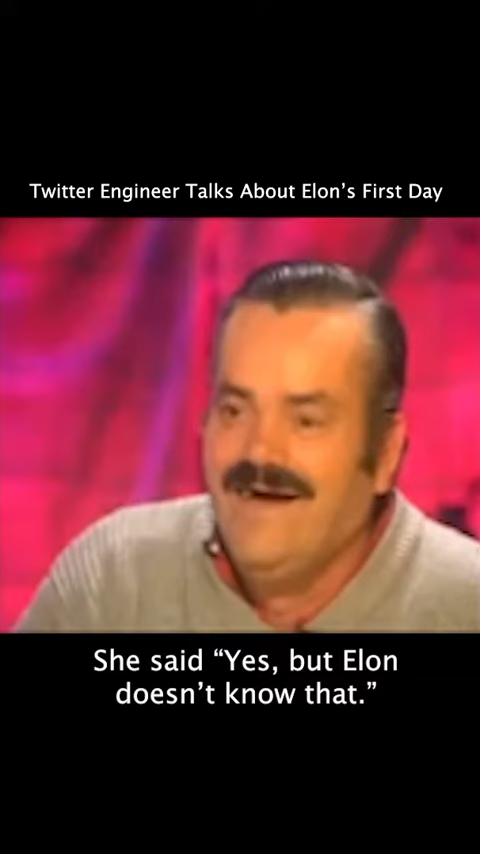 Twitter Engineer Talks About Elon’s First Day
She said “Yes, but Elon
doesn’t know that.”